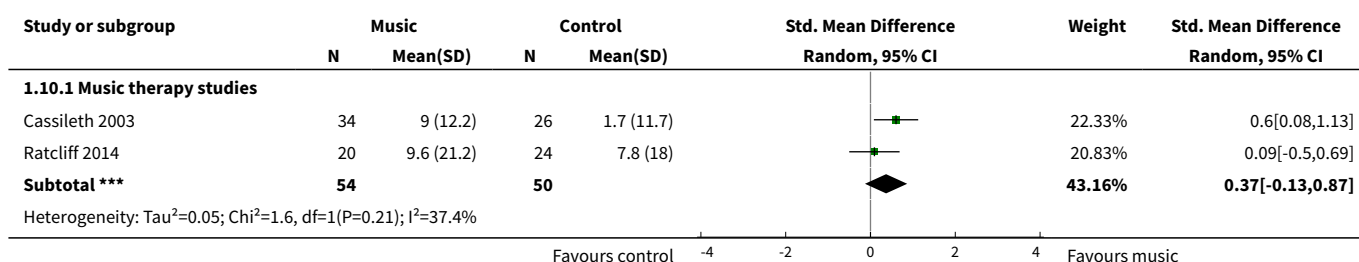 Study or subgroup Music Control Std. Mean Difference Weight Std. Mean Difference
N Mean(SD) N Mean(SD) Random, 95% CI Random, 95% CI
1.10.1 Music therapy studies
Cassileth 2003 34 9 (12.2) 26 1.7 (11.7) 22.33% 0.6[0.08,1.13]
Ratcliff 2014 20 9.6 (21.2) 24 7.8 (18) 20.83% 0.09[-0.5,0.69]
Subtotal *** 54 50 43.16% 0.37[-0.13,0.87]
Heterogeneity: Tau²=0.05; Chi²=1.6, df=1(P=0.21); I²=37.4%
Favours control -4 -2 0 2 4 Favours music